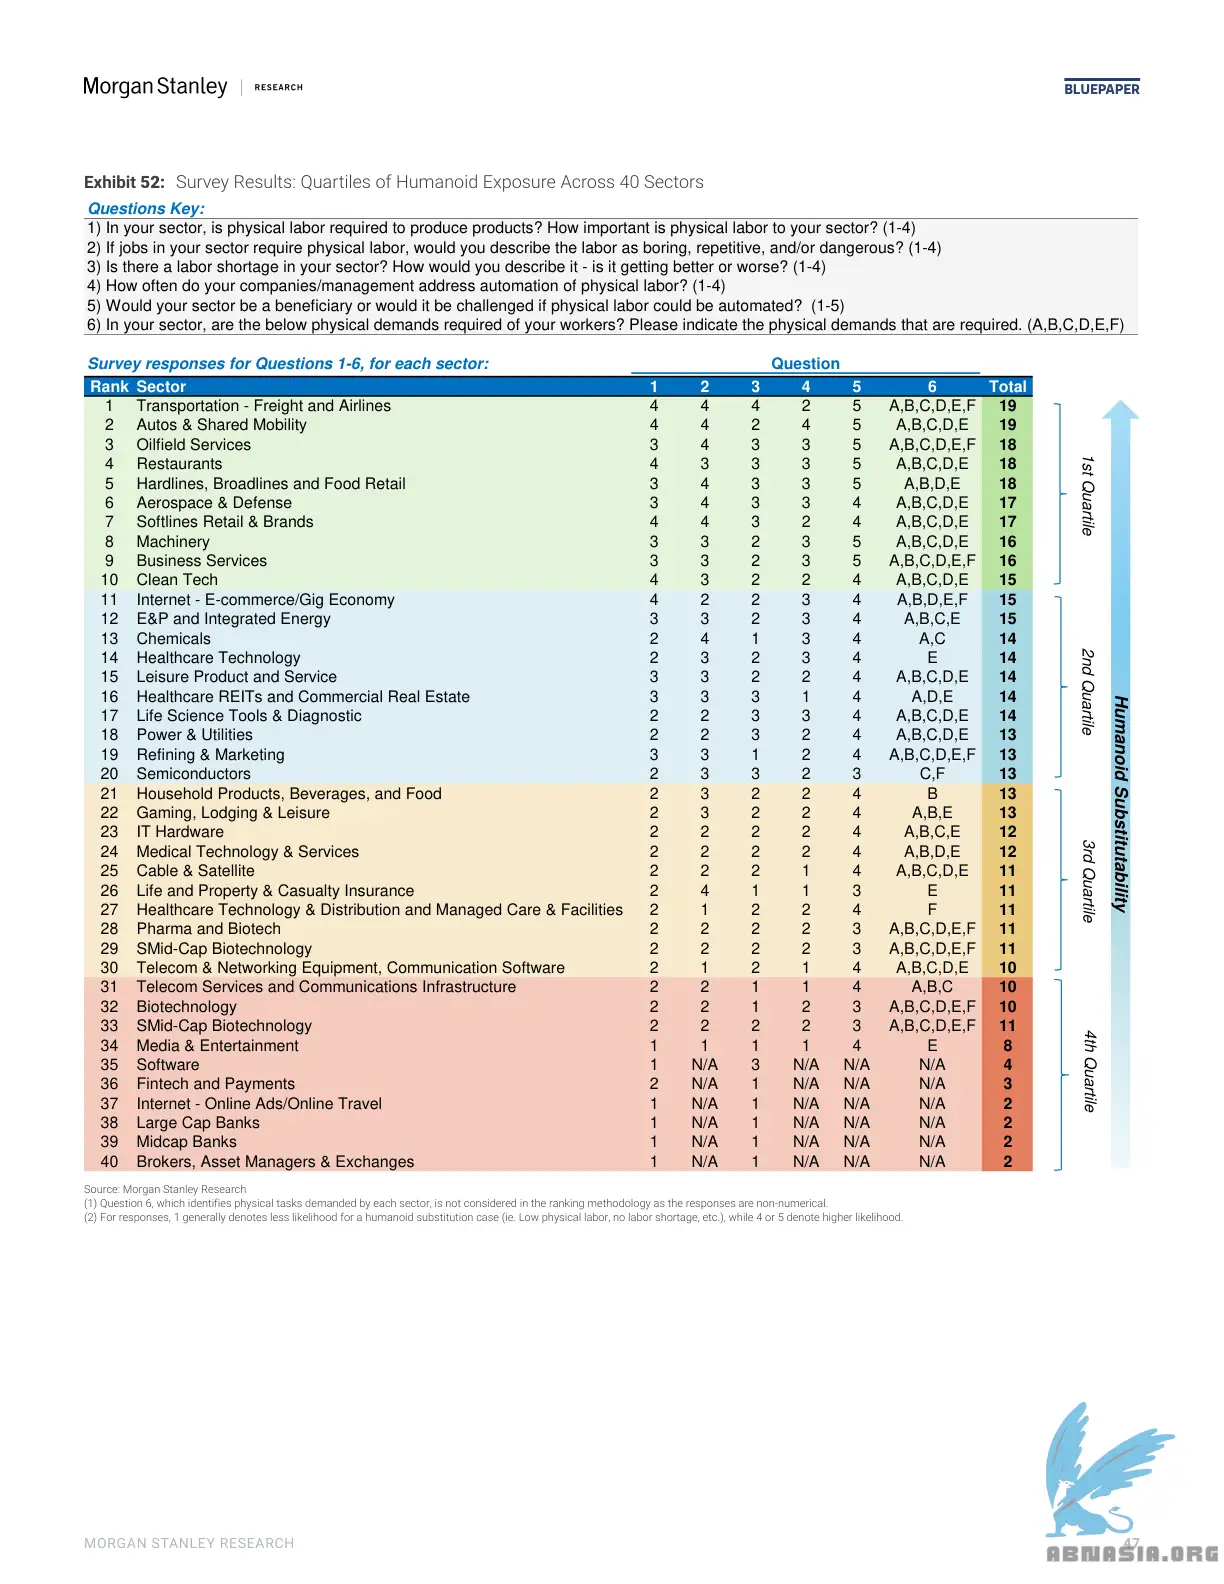 Morgan Stanley | RESEARCH
BLUEPAPER
Exhibit 52: Survey Results: Quartiles of Humanoid Exposure Across 40 Sectors
Questions Key:
1) In your sector, is physical labor required to produce products? How important is physical labor to your sector? (1-4)
2) If jobs in your sector require physical labor, would you describe the labor as boring, repetitive, and/or dangerous? (1-4)
3) Is there a labor shortage in your sector? How would you describe it - is it getting better or worse? (1-4)
4) How often do your companies/management address automation of physical labor? (1-4)
5) Would your sector be a beneficiary or would it be challenged if physical labor could be automated? (1-5)
6) In your sector, are the below physical demands required of your workers? Please indicate the physical demands that are required. (A,B,C,D,E,F)
Survey responses for Questions 1-6, for each sector: Question
Rank Sector 1 2 3 4 5 6 Total
1 Transportation - Freight and Airlines 4 4 4 2 5 A,B,C,D,E,F 19
2 Autos & Shared Mobility 4 4 2 4 5 A,B,C,D,E 19
3 Oilfield Services 3 4 3 3 5 A,B,C,D,E,F 18
4 Restaurants 4 3 3 3 5 A,B,C,D,E 18
5 Hardlines, Broadlines and Food Retail 3 4 3 3 5 A,B,D,E 18
6 Aerospace & Defense 3 4 3 3 4 A,B,C,D,E 17
7 Softlines Retail & Brands 4 4 3 2 4 A,B,C,D,E 17
8 Machinery 3 3 2 3 5 A,B,C,D,E 16
9 Business Services 3 3 2 3 5 A,B,C,D,E,F 16
10 Clean Tech 4 3 2 2 4 A,B,C,D,E 15
1st Quartile
11 Internet - E-commerce/Gig Economy 4 2 2 3 4 A,B,D,E,F 15
12 E&P and Integrated Energy 3 3 2 3 4 A,B,C,E 15
13 Chemicals 2 4 1 3 4 A,C 14
14 Healthcare Technology 2 3 2 3 4 E 14
15 Leisure Product and Service 3 3 2 2 4 A,B,C,D,E 14
16 Healthcare REITs and Commercial Real Estate 3 3 3 1 4 A,D,E 14
17 Life Science Tools & Diagnostic 2 2 3 3 4 A,B,C,D,E 14
18 Power & Utilities 2 2 3 2 4 A,B,C,D,E 13
19 Refining & Marketing 3 3 1 2 4 A,B,C,D,E,F 13
20 Semiconductors 2 3 3 2 3 C,F 13
2nd Quartile
21 Household Products, Beverages, and Food 2 3 2 2 4 B 13
22 Gaming, Lodging & Leisure 2 3 2 2 4 A,B,E 13
23 IT Hardware 2 2 2 2 4 A,B,C,E 12
24 Medical Technology & Services 2 2 2 2 4 A,B,D,E 12
25 Cable & Satellite 2 2 2 1 4 A,B,C,D,E 11
26 Life and Property & Casualty Insurance 2 4 1 1 3 E 11
27 Healthcare Technology & Distribution and Managed Care & Facilities 2 1 2 2 4 F 11
28 Pharma and Biotech 2 2 2 2 3 A,B,C,D,E,F 11
29 SMid-Cap Biotechnology 2 2 2 2 3 A,B,C,D,E,F 11
30 Telecom & Networking Equipment, Communication Software 2 1 2 1 4 A,B,C,D,E 10
3rd Quartile
31 Telecom Services and Communications Infrastructure 2 2 1 1 4 A,B,C 10
32 Biotechnology 2 2 1 2 3 A,B,C,D,E,F 10
33 SMid-Cap Biotechnology 2 2 2 2 3 A,B,C,D,E,F 11
34 Media & Entertainment 1 1 1 1 4 E 8
35 Software 1 N/A 3 N/A N/A N/A 4
36 Fintech and Payments 2 N/A 1 N/A N/A N/A 3
37 Internet - Online Ads/Online Travel 1 N/A 1 N/A N/A N/A 2
38 Large Cap Banks 1 N/A 1 N/A N/A N/A 2
39 Midcap Banks 1 N/A 1 N/A N/A N/A 2
40 Brokers, Asset Managers & Exchanges 1 N/A 1 N/A N/A N/A 2
4th Quartile
Humanoid Substitutability
Source: Morgan Stanley Research
(1) Question 6, which identifies physical tasks demanded by each sector, is not considered in the ranking methodology as the responses are non-numerical.
(2) For responses, 1 generally denotes less likelihood for a humanoid substitution case (ie. Low physical labor, no labor shortage, etc.), while 4 or 5 denote higher likelihood.
MORGAN STANLEY RESEARCH
47
ABNASIA.ORG